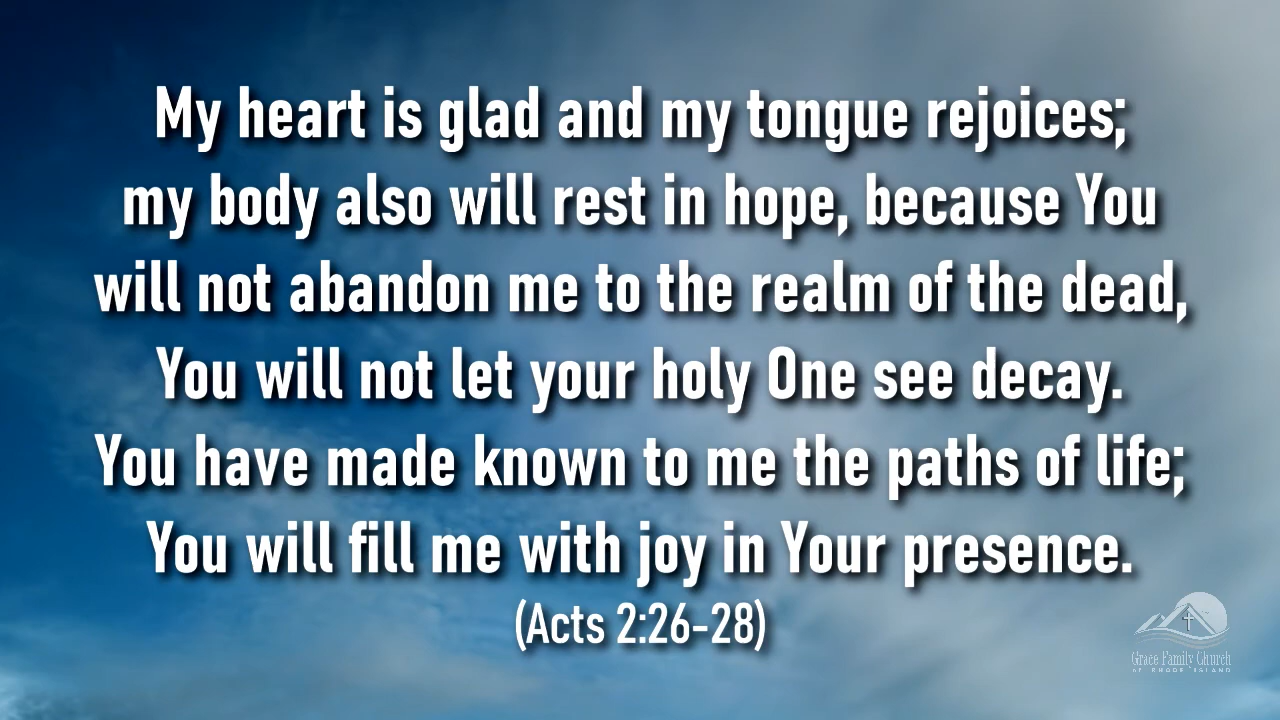 My heart is glad and my tongue rejoices;
my body also will rest in hope, because You
will not abandon me to the realm of the dead,
You will not let your holy One see decay.
You have made known to me the paths of life;
You will fill me with joy in Your presence.
(Acts 2:26-28)
Grace Family Church
OF RHODE ISLAND